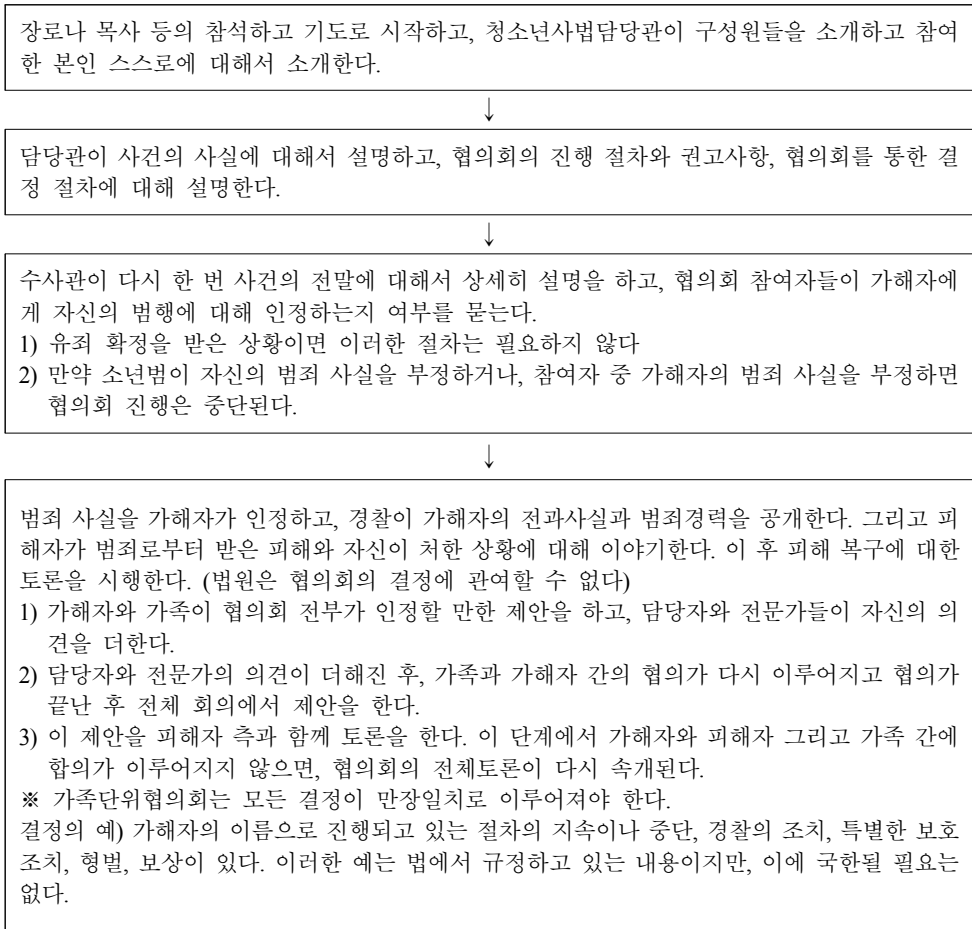 장로나 목사 등의 참석하고 기도로 시작하고, 청소년사법담당관이 구성원들을 소개하고 참여
한 본인 스스로에 대해서 소개한다.
↓
담당관이 사건의 사실에 대해서 설명하고, 협의회의 진행 절차와 권고사항, 협의회를 통한 결
정 절차에 대해 설명한다.
↓
수사관이 다시 한 번 사건의 전말에 대해서 상세히 설명을 하고, 협의회 참여자들이 가해자에
게 자신의 범행에 대해 인정하는지 여부를 묻는다.
1) 유죄 확정을 받은 상황이면 이러한 절차는 필요하지 않다
2) 만약 소년범이 자신의 범죄 사실을 부정하거나, 참여자 중 가해자의 범죄 사실을 부정하면
협의회 진행은 중단된다.
↓
범죄 사실을 가해자가 인정하고, 경찰이 가해자의 전과사실과 범죄경력을 공개한다. 그리고 피
해자가 범죄로부터 받은 피해와 자신이 처한 상황에 대해 이야기한다. 이 후 피해 복구에 대한
토론을 시행한다. (법원은 협의회의 결정에 관여할 수 없다)
1) 가해자와 가족이 협의회 전부가 인정할 만한 제안을 하고, 담당자와 전문가들이 자신의 의
견을 더한다.
2) 담당자와 전문가의 의견이 더해진 후, 가족과 가해자 간의 협의가 다시 이루어지고 협의가
끝난 후 전체 회의에서 제안을 한다.
3) 이 제안을 피해자 측과 함께 토론을 한다. 이 단계에서 가해자와 피해자 그리고 가족 간에
합의가 이루어지지 않으면, 협의회의 전체토론이 다시 속개된다.
※ 가족단위협의회는 모든 결정이 만장일치로 이루어져야 한다.
결정의 예) 가해자의 이름으로 진행되고 있는 절차의 지속이나 중단, 경찰의 조치, 특별한 보호
조치, 형벌, 보상이 있다. 이러한 예는 법에서 규정하고 있는 내용이지만, 이에 국한될 필요는
없다.